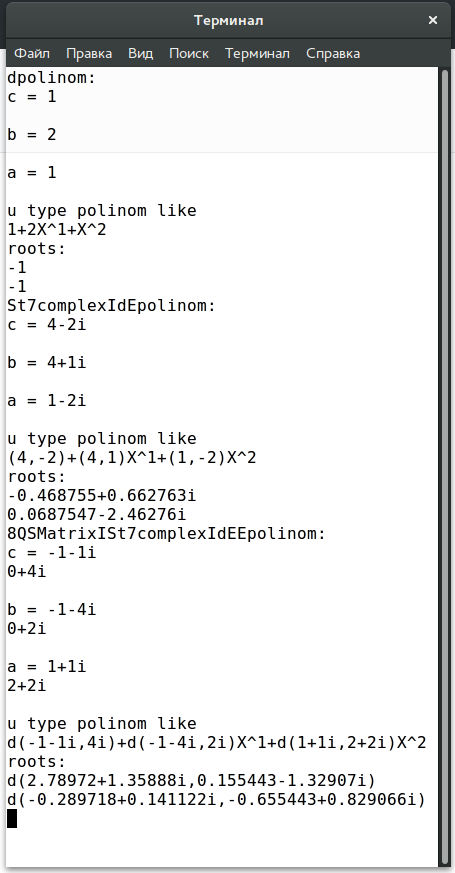 Терминал
Файл Правка Вид Поиск Терминал Справка
dpolinom:
c = 1
b = 2
a = 1
u type polinom like
1+2X^1+X^2
roots:
-1
-1
St7complexIdEpolinom:
c = 4-2i
b = 4+1i
a = 1-2i
u type polinom like
(4,-2)+(4,1)X^1+(1,-2)X^2
roots:
-0.468755+0.662763i
0.0687547-2.46276i
8QSMatrixISt7complexIdEEpolinom:
c = -1-1i
0+4i
b = -1-4i
0+2i
a = 1+1i
2+2i
u type polinom like
d(-1-1i,4i)+d(-1-4i,2i)X^1+d(1+1i,2+2i)X^2
roots:
d(2.78972+1.35888i,0.155443-1.32907i)
d(-0.289718+0.141122i,-0.655443+0.829066i)